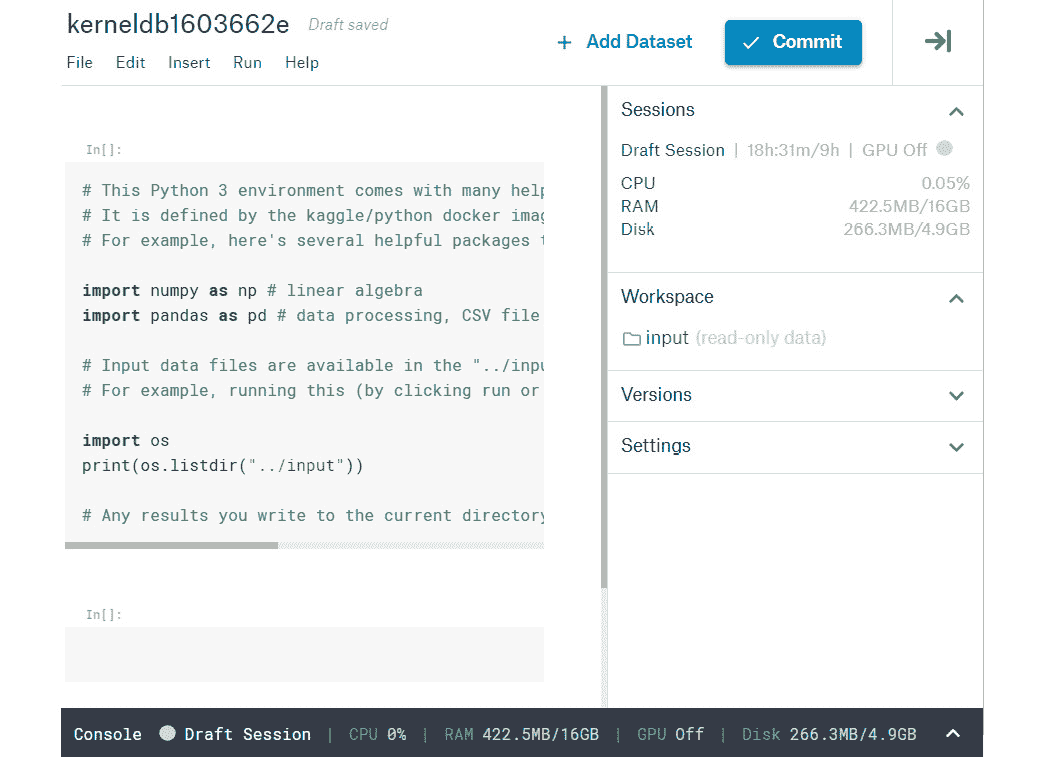 kerneldb1603662e Draft saved
File Edit Insert Run Help
+ Add Dataset
Commit
In[]:
# This Python 3 environment comes with many help
# It is defined by the kaggle/python docker imag
# For example, here's several helpful packages t
import numpy as np # linear algebra
import pandas as pd # data processing, CSV file
# Input data files are available in the "../inpu
# For example, running this (by clicking run or
import os
print(os.listdir("../input"))
# Any results you write to the current directory
In[]:
Sessions
Draft Session | 18h:31m/9h | GPU Off
CPU 0.05%
RAM 422.5MB/16GB
Disk 266.3MB/4.9GB
Workspace
input (read-only data)
Versions
Settings
Console Draft Session | CPU 0% | RAM 422.5MB/16GB | GPU Off | Disk 266.3MB/4.9GB